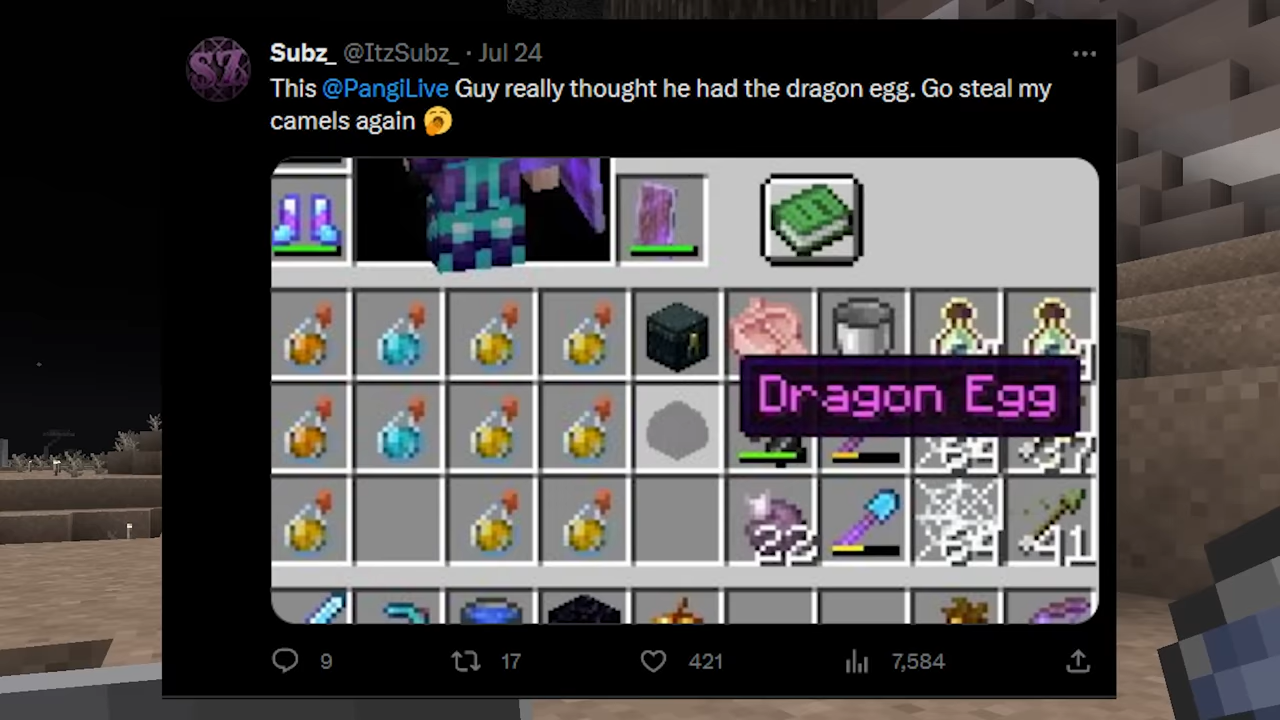 SZ
Subz_ @ItzSubz_ · Jul 24
This @PangiLive Guy really thought he had the dragon egg. Go steal my
camels again 🥱
Dragon Egg
22
64
41
9 17 421 7,584